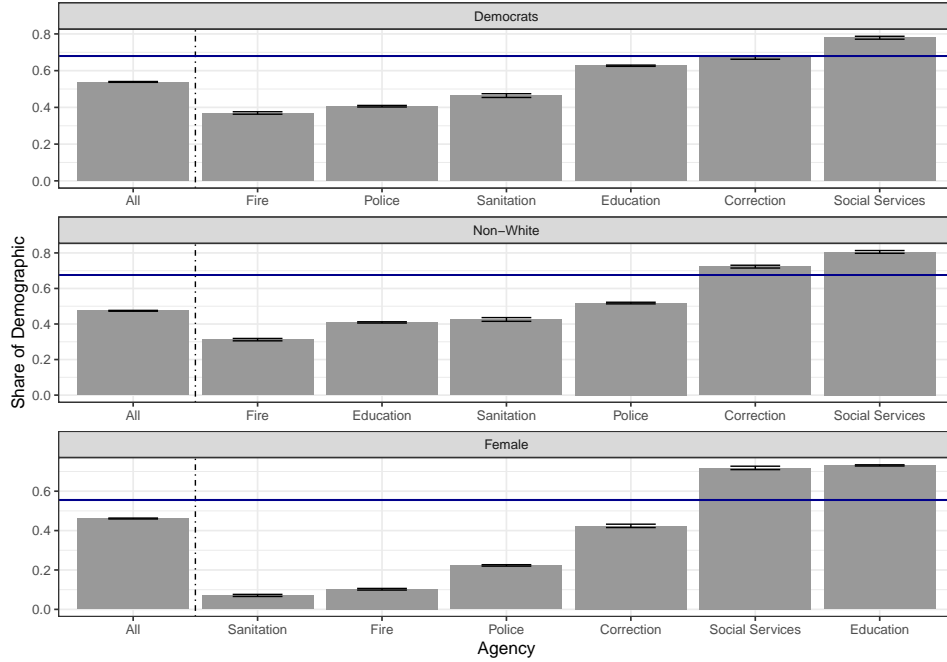 Democrats
0.8
0.6
0.4
0.2
0.0
All Fire Police Sanitation Education Correction Social Services
Non−White
0.8
0.6
0.4
0.2
0.0
All Fire Education Sanitation Police Correction Social Services
Female
0.6
0.4
0.2
0.0
All Sanitation Fire Police Correction Social Services Education
Share of Demographic
Agency